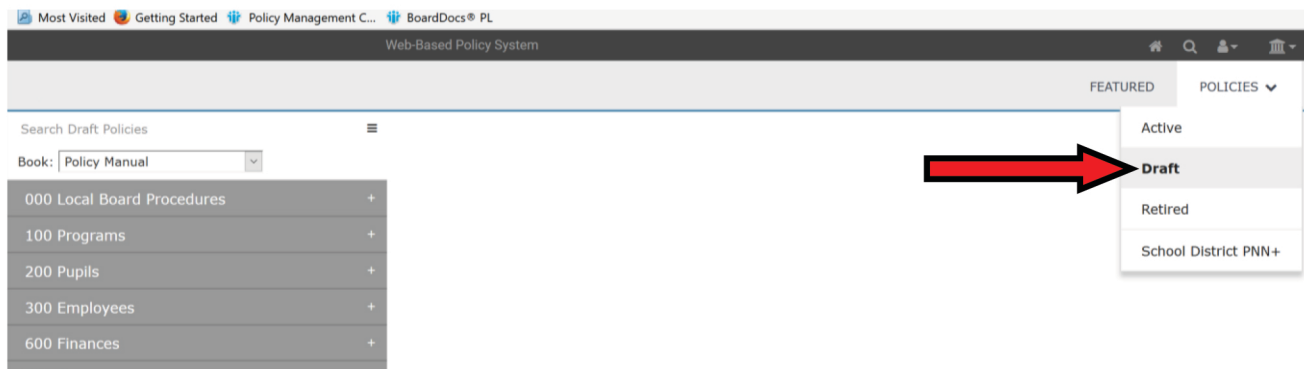 Most Visited Getting Started Policy Management C... BoardDocs® PL
Web-Based Policy System
FEATURED POLICIES
Search Draft Policies
Book: Policy Manual
000 Local Board Procedures +
100 Programs +
200 Pupils +
300 Employees +
600 Finances +
Active
Draft
Retired
School District PNN+